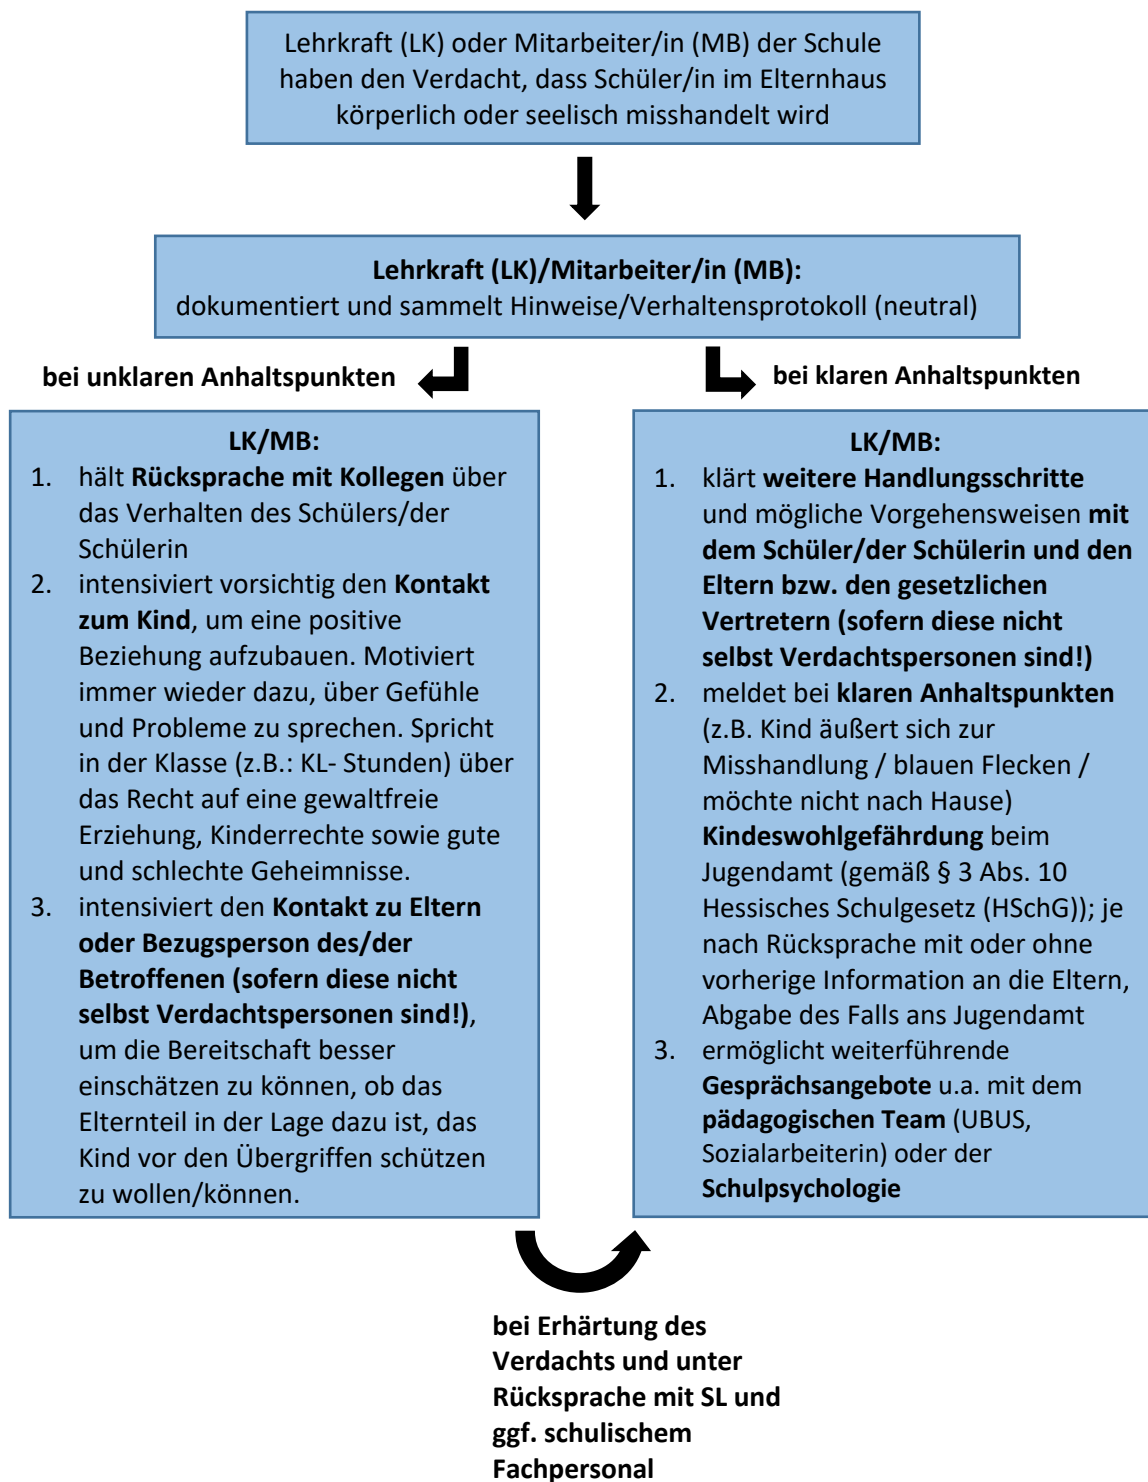 Lehrkraft (LK) oder Mitarbeiter/in (MB) der Schule
haben den Verdacht, dass Schüler/in im Elternhaus
körperlich oder seelisch misshandelt wird
Lehrkraft (LK)/Mitarbeiter/in (MB):
dokumentiert und sammelt Hinweise/Verhaltensprotokoll (neutral)
bei unklaren Anhaltspunkten
bei klaren Anhaltspunkten
LK/MB:
1. hält Rücksprache mit Kollegen über
das Verhalten des Schülers/der
Schülerin
2. intensiviert vorsichtig den Kontakt
zum Kind, um eine positive
Beziehung aufzubauen. Motiviert
immer wieder dazu, über Gefühle
und Probleme zu sprechen. Spricht
in der Klasse (z.B.: KL- Stunden) über
das Recht auf eine gewaltfreie
Erziehung, Kinderrechte sowie gute
und schlechte Geheimnisse.
3. intensiviert den Kontakt zu Eltern
oder Bezugsperson des/der
Betroffenen (sofern diese nicht
selbst Verdachtspersonen sind!),
um die Bereitschaft besser
einschätzen zu können, ob das
Elternteil in der Lage dazu ist, das
Kind vor den Übergriffen schützen
zu wollen/können.
LK/MB:
1. klärt weitere Handlungsschritte
und mögliche Vorgehensweisen mit
dem Schüler/der Schülerin und den
Eltern bzw. den gesetzlichen
Vertretern (sofern diese nicht
selbst Verdachtspersonen sind!)
2. meldet bei klaren Anhaltspunkten
(z.B. Kind äußert sich zur
Misshandlung / blauen Flecken /
möchte nicht nach Hause)
Kindeswohlgefährdung beim
Jugendamt (gemäß § 3 Abs. 10
Hessisches Schulgesetz (HSchG)); je
nach Rücksprache mit oder ohne
vorherige Information an die Eltern,
Abgabe des Falls ans Jugendamt
3. ermöglicht weiterführende
Gesprächsangebote u.a. mit dem
pädagogischen Team (UBUS,
Sozialarbeiterin) oder der
Schulpsychologie
bei Erhärtung des
Verdachts und unter
Rücksprache mit SL und
ggf. schulischem
Fachpersonal